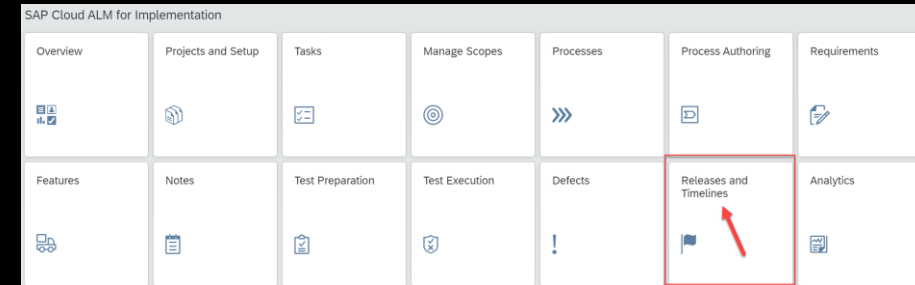 SAP Cloud ALM for Implementation
Overview
Projects and Setup
Tasks
Manage Scopes
Processes
Process Authoring
Requirements
Features
Notes
Test Preparation
Test Execution
Defects
Releases and
Timelines
Analytics